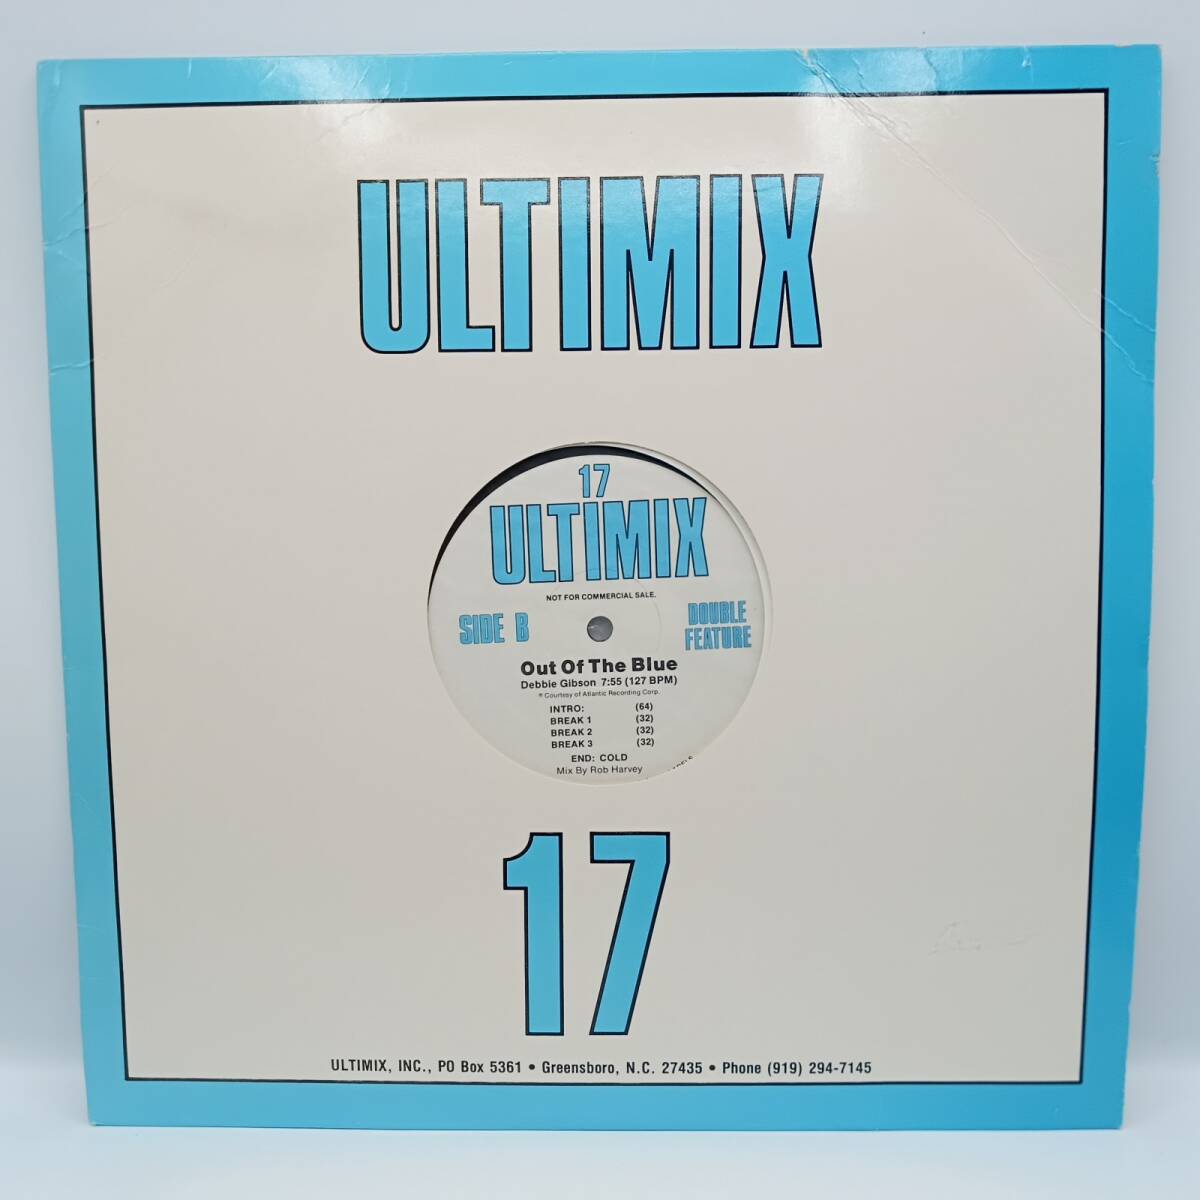 ULTIMIX
17
ULTIMIX
NOT FOR COMMERCIAL SALE.
SIDE B
DOUBLE
FEATURE
Out Of The Blue
Debbie Gibson 7:55 (127 BPM)
℗ Courtesy of Atlantic Recording Corp.
INTRO: (64)
BREAK 1 (32)
BREAK 2 (32)
BREAK 3 (32)
END: COLD
Mix By Rob Harvey
17
ULTIMIX, INC., PO Box 5361 • Greensboro, N.C. 27435 • Phone (919) 294-7145